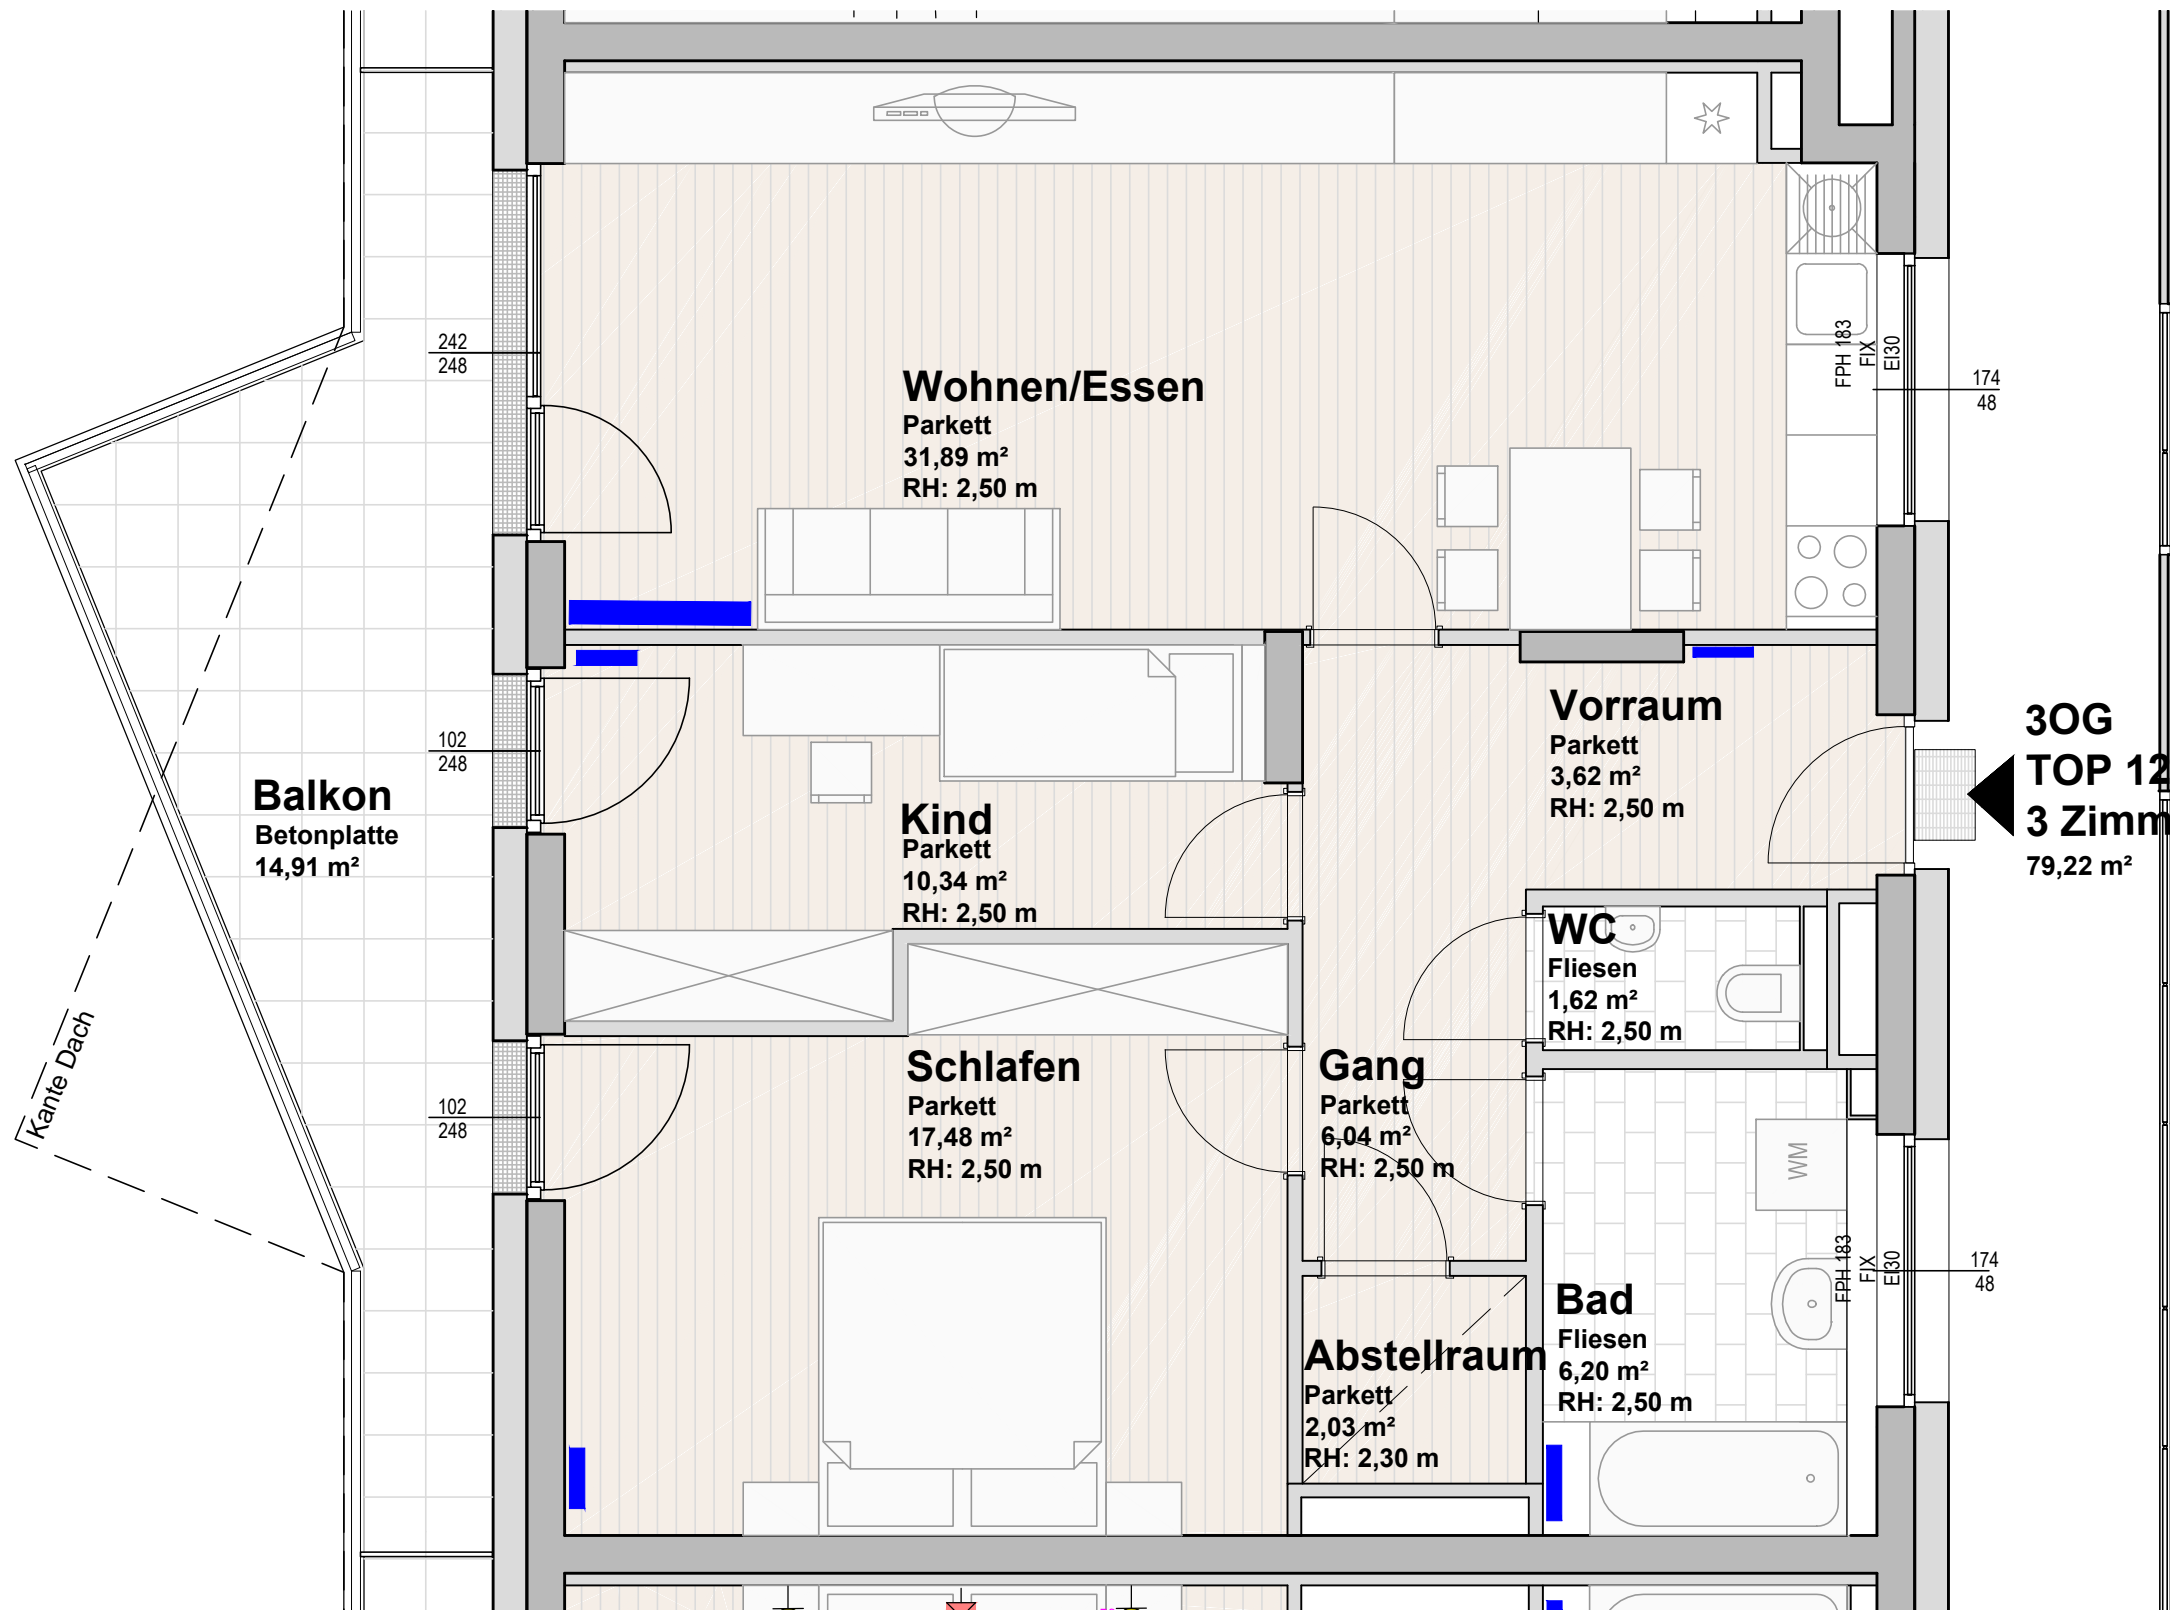 242
248
FPH 183
FIX
EI30
174
48
Wohnen/Essen
Parkett
31,89 m²
RH: 2,50 m
Vorraum
Parkett
3,62 m²
RH: 2,50 m
3OG
TOP 12
3 Zimm
79,22 m²
102
248
Balkon
Betonplatte
14,91 m²
Kind
Parkett
10,34 m²
RH: 2,50 m
WC
Fliesen
1,62 m²
RH: 2,50 m
Kante Dach
102
248
Schlafen
Parkett
17,48 m²
RH: 2,50 m
Gang
Parkett
6,04 m²
RH: 2,50 m
WM
FPH 183
FIX
EI30
174
48
Bad
Fliesen
6,20 m²
RH: 2,50 m
Abstellraum
Parkett
2,03 m²
RH: 2,30 m